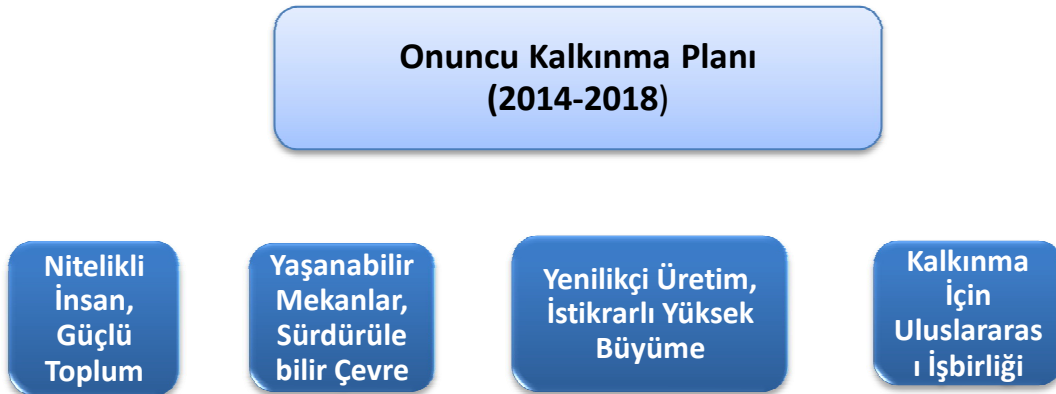 Onuncu Kalkınma Planı
(2014-2018)
Nitelikli
İnsan,
Güçlü
Toplum
Yaşanabilir
Mekanlar,
Sürdürüle
bilir Çevre
Yenilikçi Üretim,
İstikrarlı Yüksek
Büyüme
Kalkınma
İçin
Uluslararas
ı İşbirliği